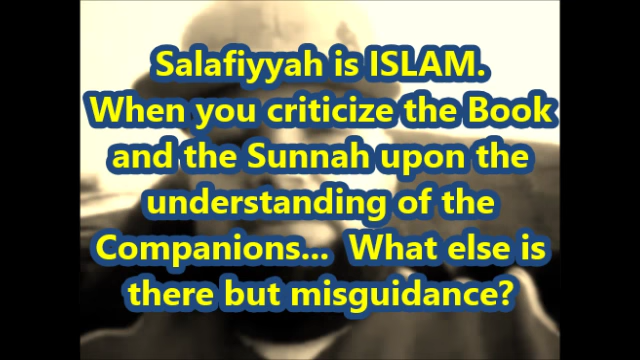 Salafiyyah is ISLAM.
When you criticize the Book
and the Sunnah upon the
understanding of the
Companions... What else is
there but misguidance?